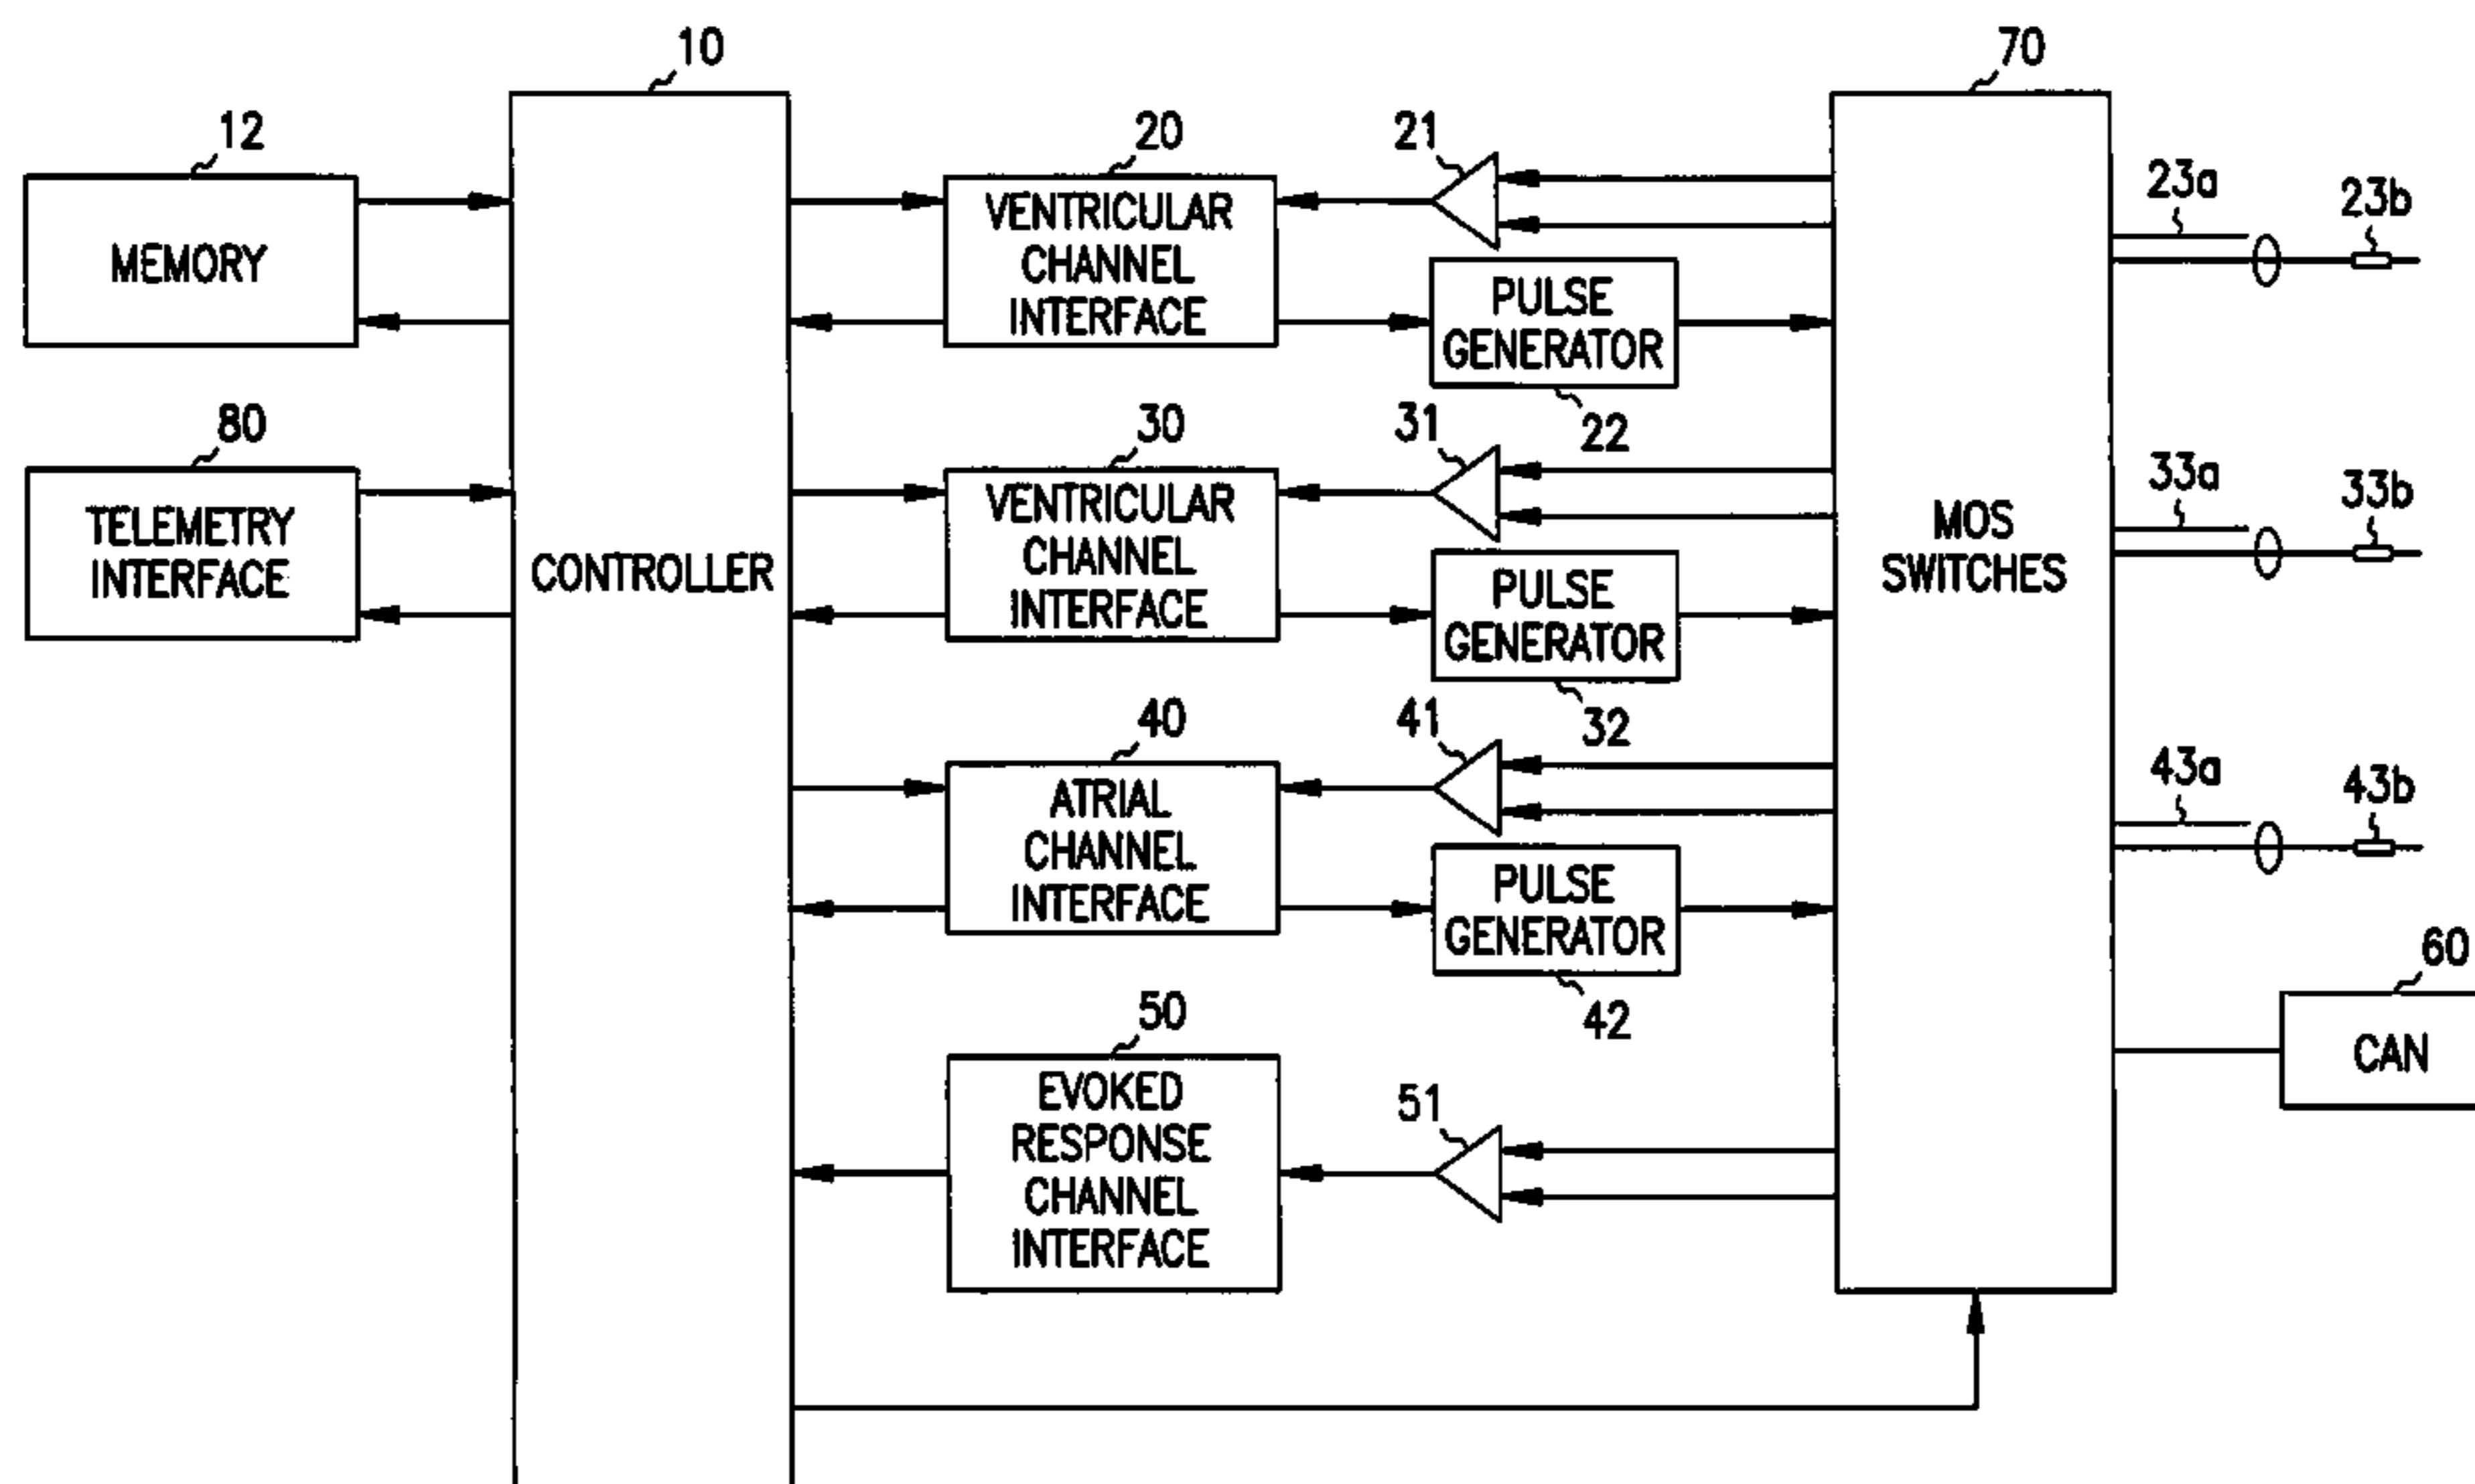 10
70
12
20
21
23a
23b
MEMORY
VENTRICULAR
CHANNEL
INTERFACE
PULSE
GENERATOR
22
80
30
31
33a
33b
TELEMETRY
INTERFACE
CONTROLLER
VENTRICULAR
CHANNEL
INTERFACE
PULSE
GENERATOR
32
MOS
SWITCHES
40
41
43a
43b
ATRIAL
CHANNEL
INTERFACE
PULSE
GENERATOR
42
60
CAN
50
51
EVOKED
RESPONSE
CHANNEL
INTERFACE